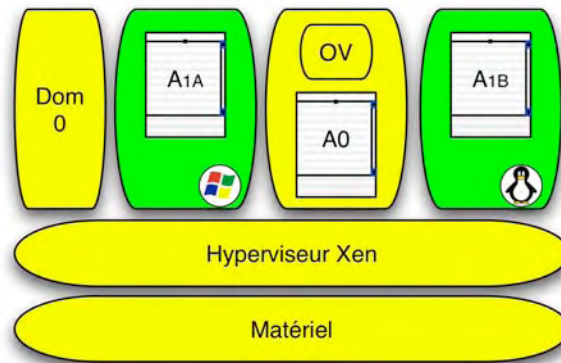 Dom
0
A1A
OV
A0
A1B
Hyperviseur Xen
Matériel